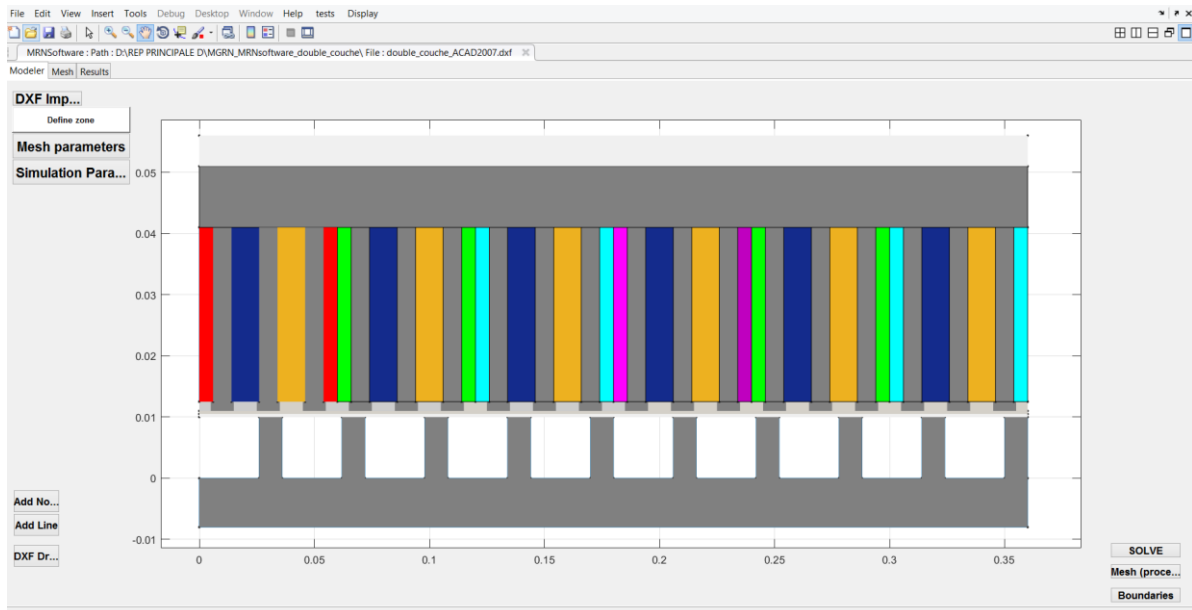 File Edit View Insert Tools Debug Desktop Window Help tests Display
MRNSoftware : Path : D:\REP PRINCIPALE D\MGRN_MRNsoftware_double_couche\ File : double_couche_ACAD2007.dxf
Modeler Mesh Results
DXF Imp...
Define zone
Mesh parameters
Simulation Para...
0.05
0.04
0.03
0.02
0.01
0
-0.01
0 0.05 0.1 0.15 0.2 0.25 0.3 0.35
Add No...
Add Line
DXF Dr...
SOLVE
Mesh (proce...
Boundaries